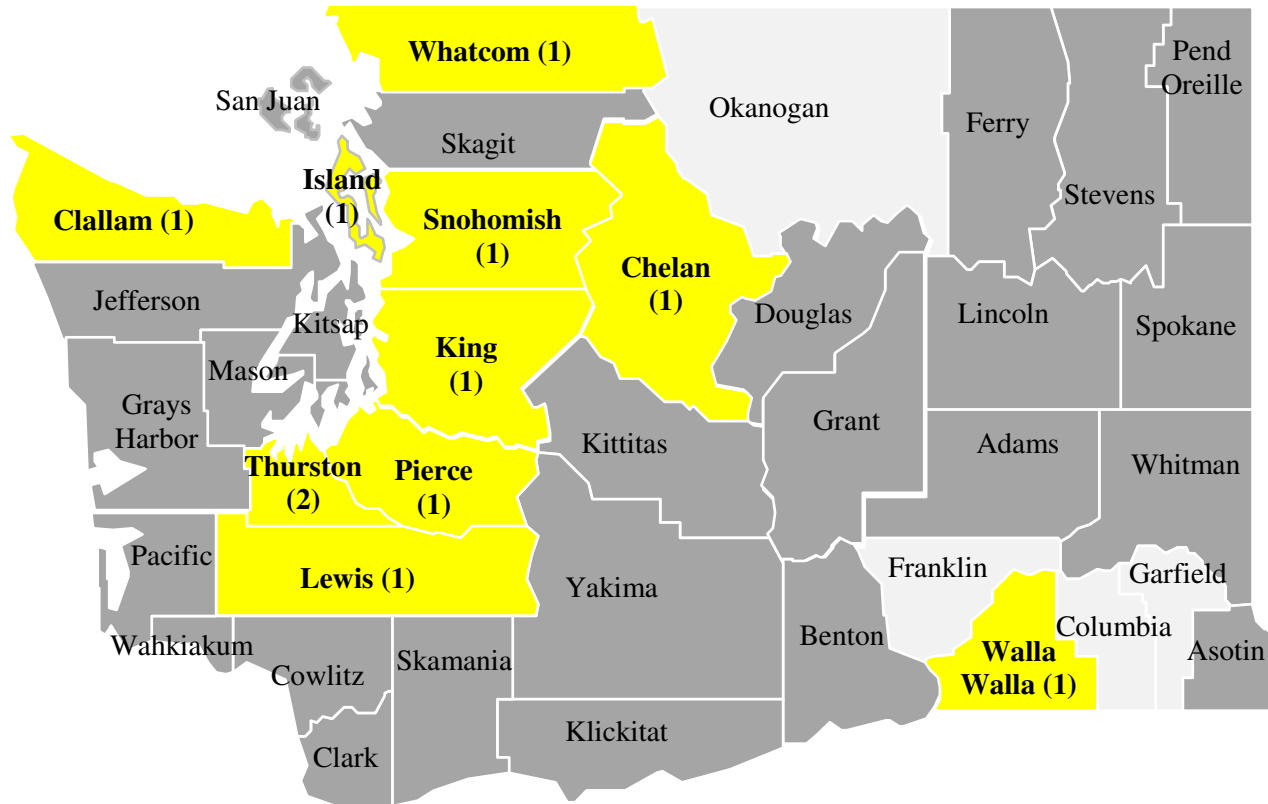 Whatcom (1)
Pend
Oreille
San Juan
Okanogan
Ferry
Skagit
Island
(1)
Stevens
Clallam (1)
Snohomish
(1)
Chelan
(1)
Jefferson
Kitsap
Douglas
Lincoln
Spokane
King
(1)
Mason
Grays
Harbor
Grant
Kittitas
Adams
Whitman
Thurston
(2)
Pierce
(1)
Pacific
Lewis (1)
Yakima
Franklin
Garfield
Wahkiakum
Benton
Columbia
Cowlitz
Skamania
Walla
Walla (1)
Asotin
Klickitat
Clark